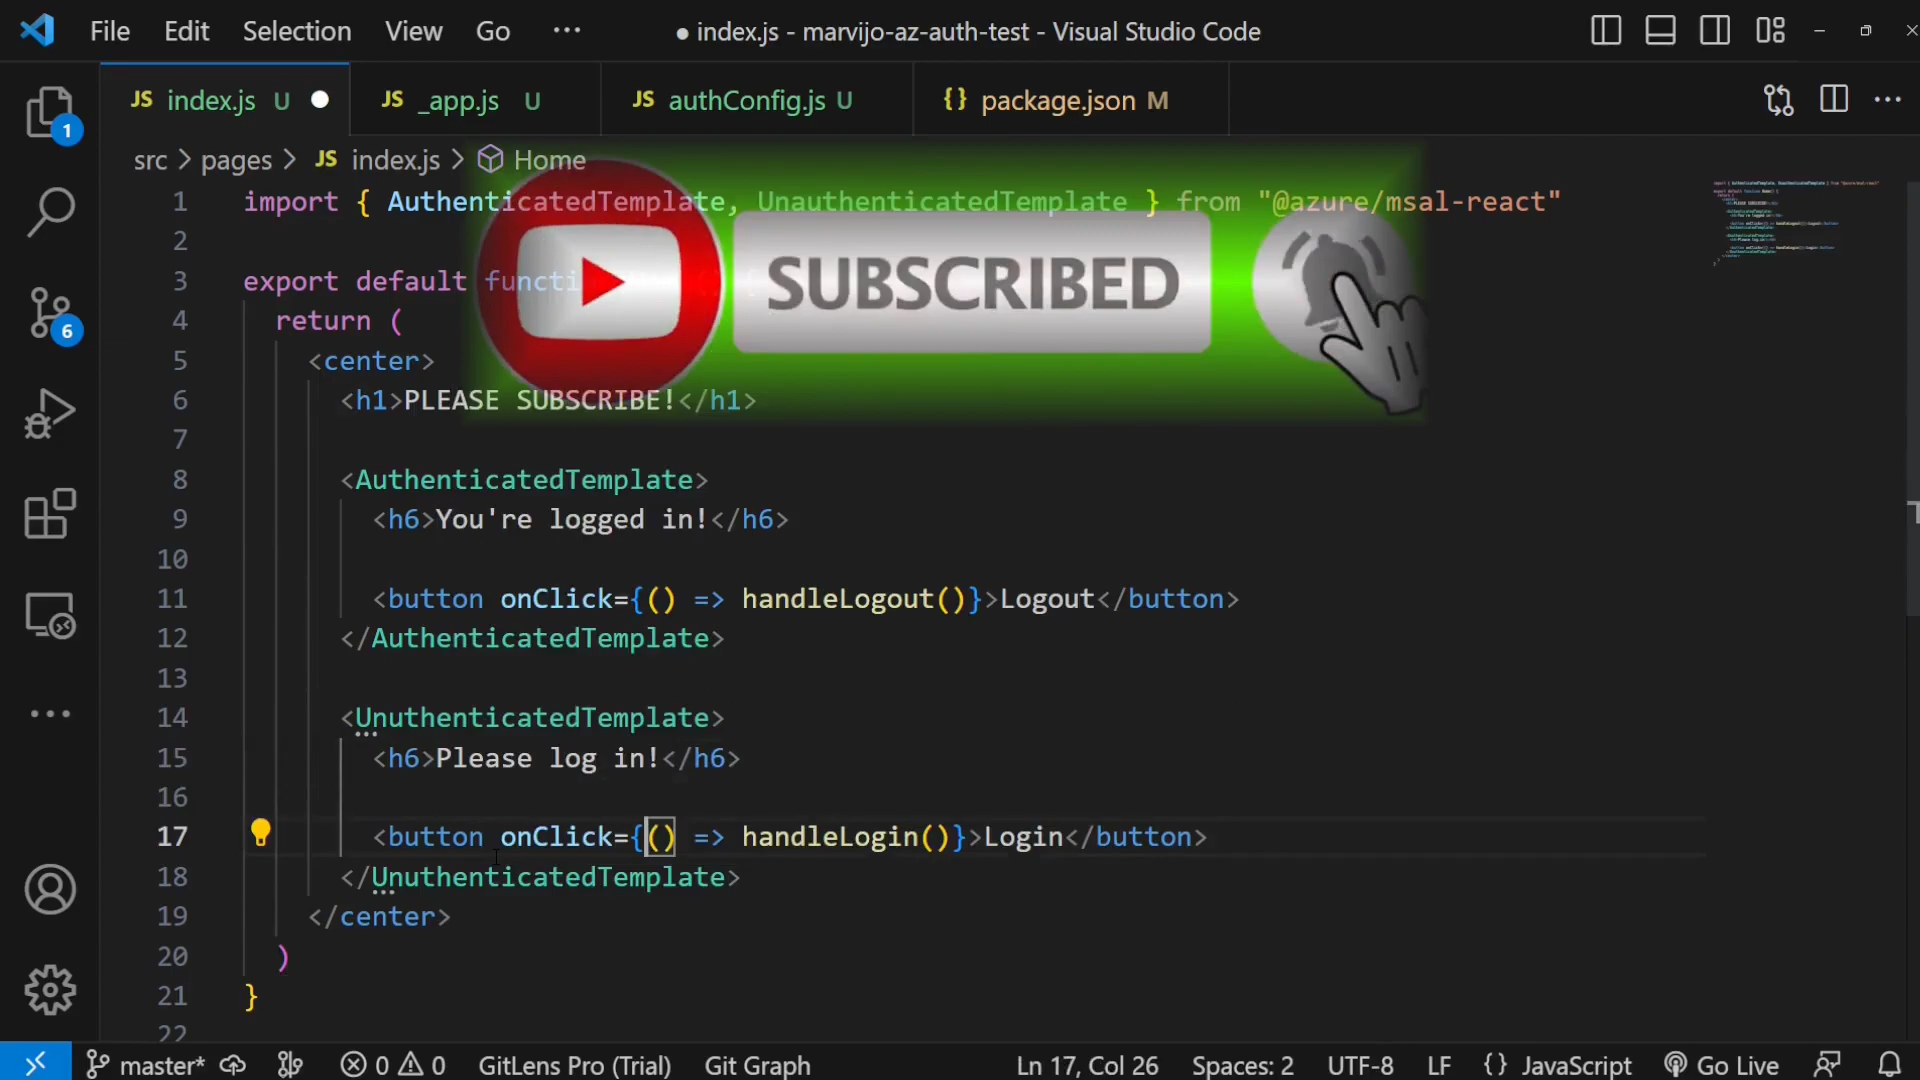 File Edit Selection View Go ··· ● index.js - marvijo-az-auth-test - Visual Studio Code
JS index.js U ● JS _app.js U JS authConfig.js U {} package.json M ···
src > pages > JS index.js > Home
1 import { AuthenticatedTemplate, UnauthenticatedTemplate } from "@azure/msal-react"
2
3 export default functi
SUBSCRIBED
4 return (
5 <center>
6 <h1>PLEASE SUBSCRIBE!</h1>
7
8 <AuthenticatedTemplate>
9 <h6>You're logged in!</h6>
10
11 <button onClick={() => handleLogout()}>Logout</button>
12 </AuthenticatedTemplate>
13
14 <UnuthenticatedTemplate>
15 <h6>Please log in!</h6>
16
17 <button onClick={() => handleLogin()}>Login</button>
18 </UnuthenticatedTemplate>
19 </center>
20 )
21 }
22
1
6
master* 0 0 GitLens Pro (Trial) Git Graph Ln 17, Col 26 Spaces: 2 UTF-8 LF {} JavaScript Go Live